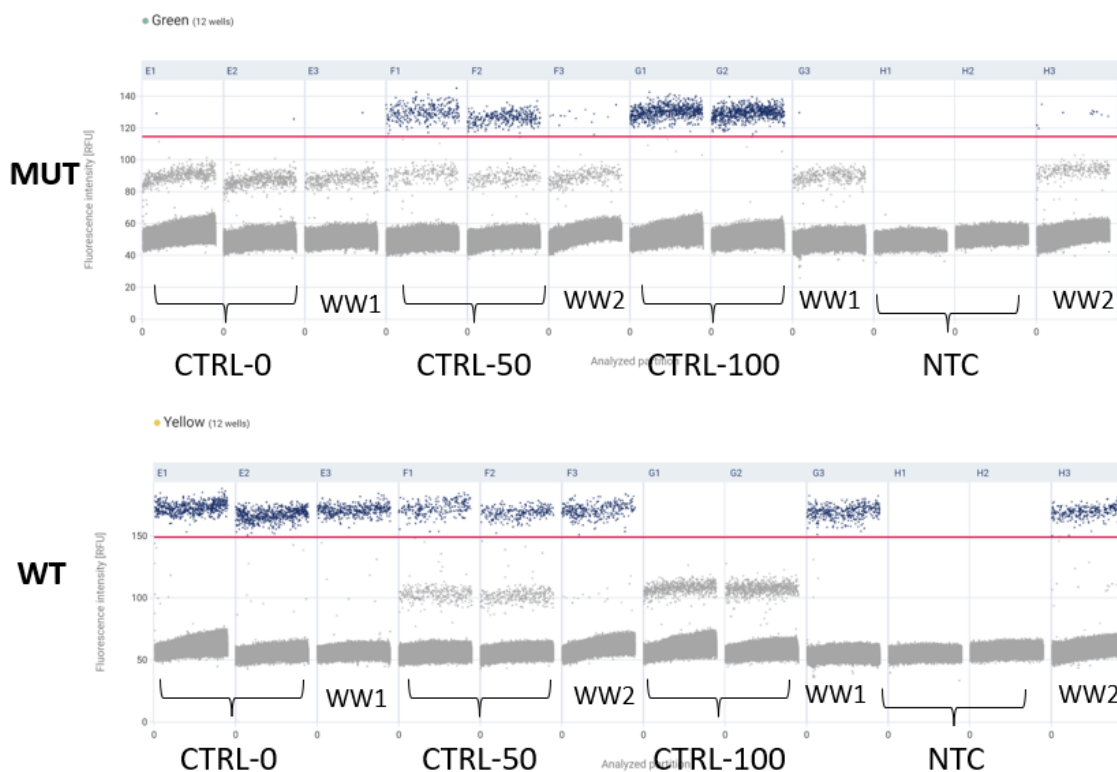 Green (12 wells)
E1 E2 E3 F1 F2 F3 G1 G2 G3 H1 H2 H3
MUT
Fluorescence intensity [RFU]
140
120
100
80
60
40
20
0
WW1 WW2 WW1 WW2
0 0 0 0 0 0 0 0 0 0 0 0
CTRL-0 CTRL-50 CTRL-100 NTC
Analyzed partition
Yellow (12 wells)
E1 E2 E3 F1 F2 F3 G1 G2 G3 H1 H2 H3
WT
Fluorescence intensity [RFU]
150
100
50
0
WW1 WW2 WW1 WW2
0 0 0 0 0 0 0 0 0 0 0 0
CTRL-0 CTRL-50 CTRL-100 NTC
Analyzed partition